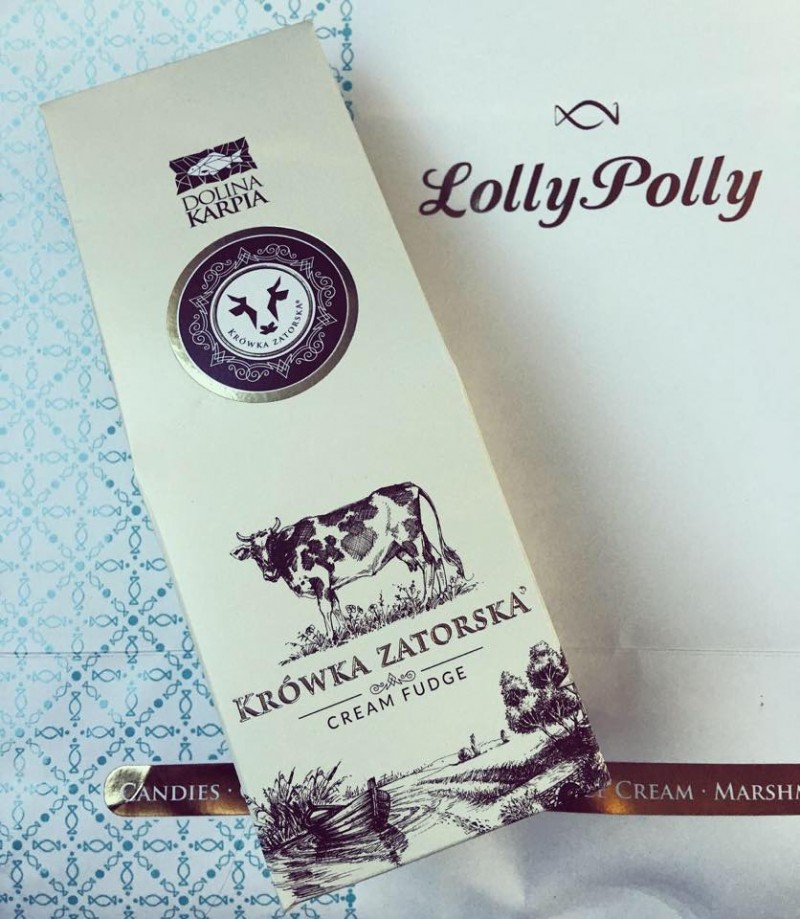 DOLINA
KARPIA
KRÓWKA ZATORSKA®
KRÓWKA ZATORSKA®
CREAM FUDGE
LollyPolly
CANDIES ·
CREAM · MARSHM